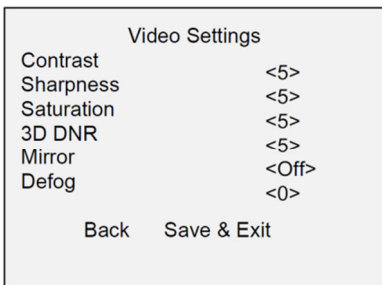 Video Settings
Contrast <5>
Sharpness <5>
Saturation <5>
3D DNR <5>
Mirror <Off>
Defog <0>
Back Save & Exit